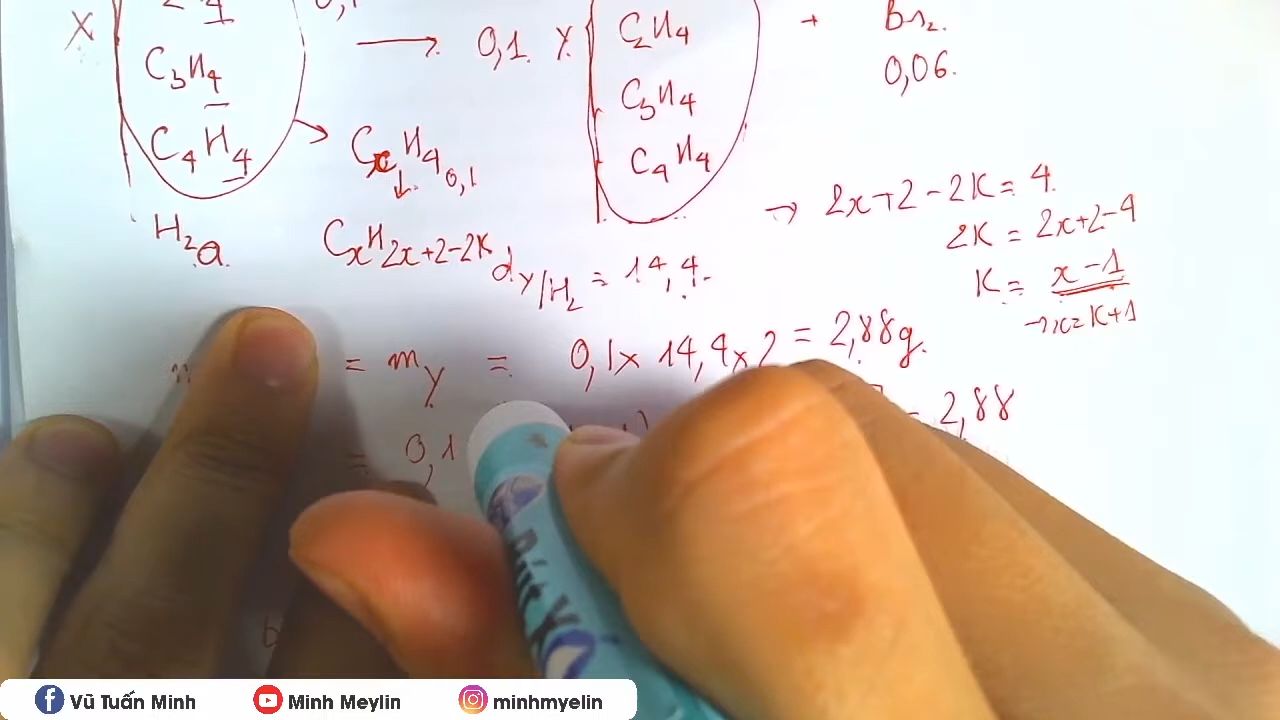 X
C₃H₄
C₄H₄
H₂ a
CₓH₄ 0,1
CₓH₂ₓ₊₂₋₂K
0,1 Y
C₂H₄
C₃H₄
C₄H₄
+ Br₂
0,06
d Y/H₂ = 14,4
→ 2x+2-2K = 4
2K = 2x+2-4
K = x-1
→ x = K+1
= mY = 0,1 x 14,4 x 2 = 2,88g
= 0,1
= 2,88
Bút X
Vũ Tuấn Minh
Minh Meylin
minhmyelin